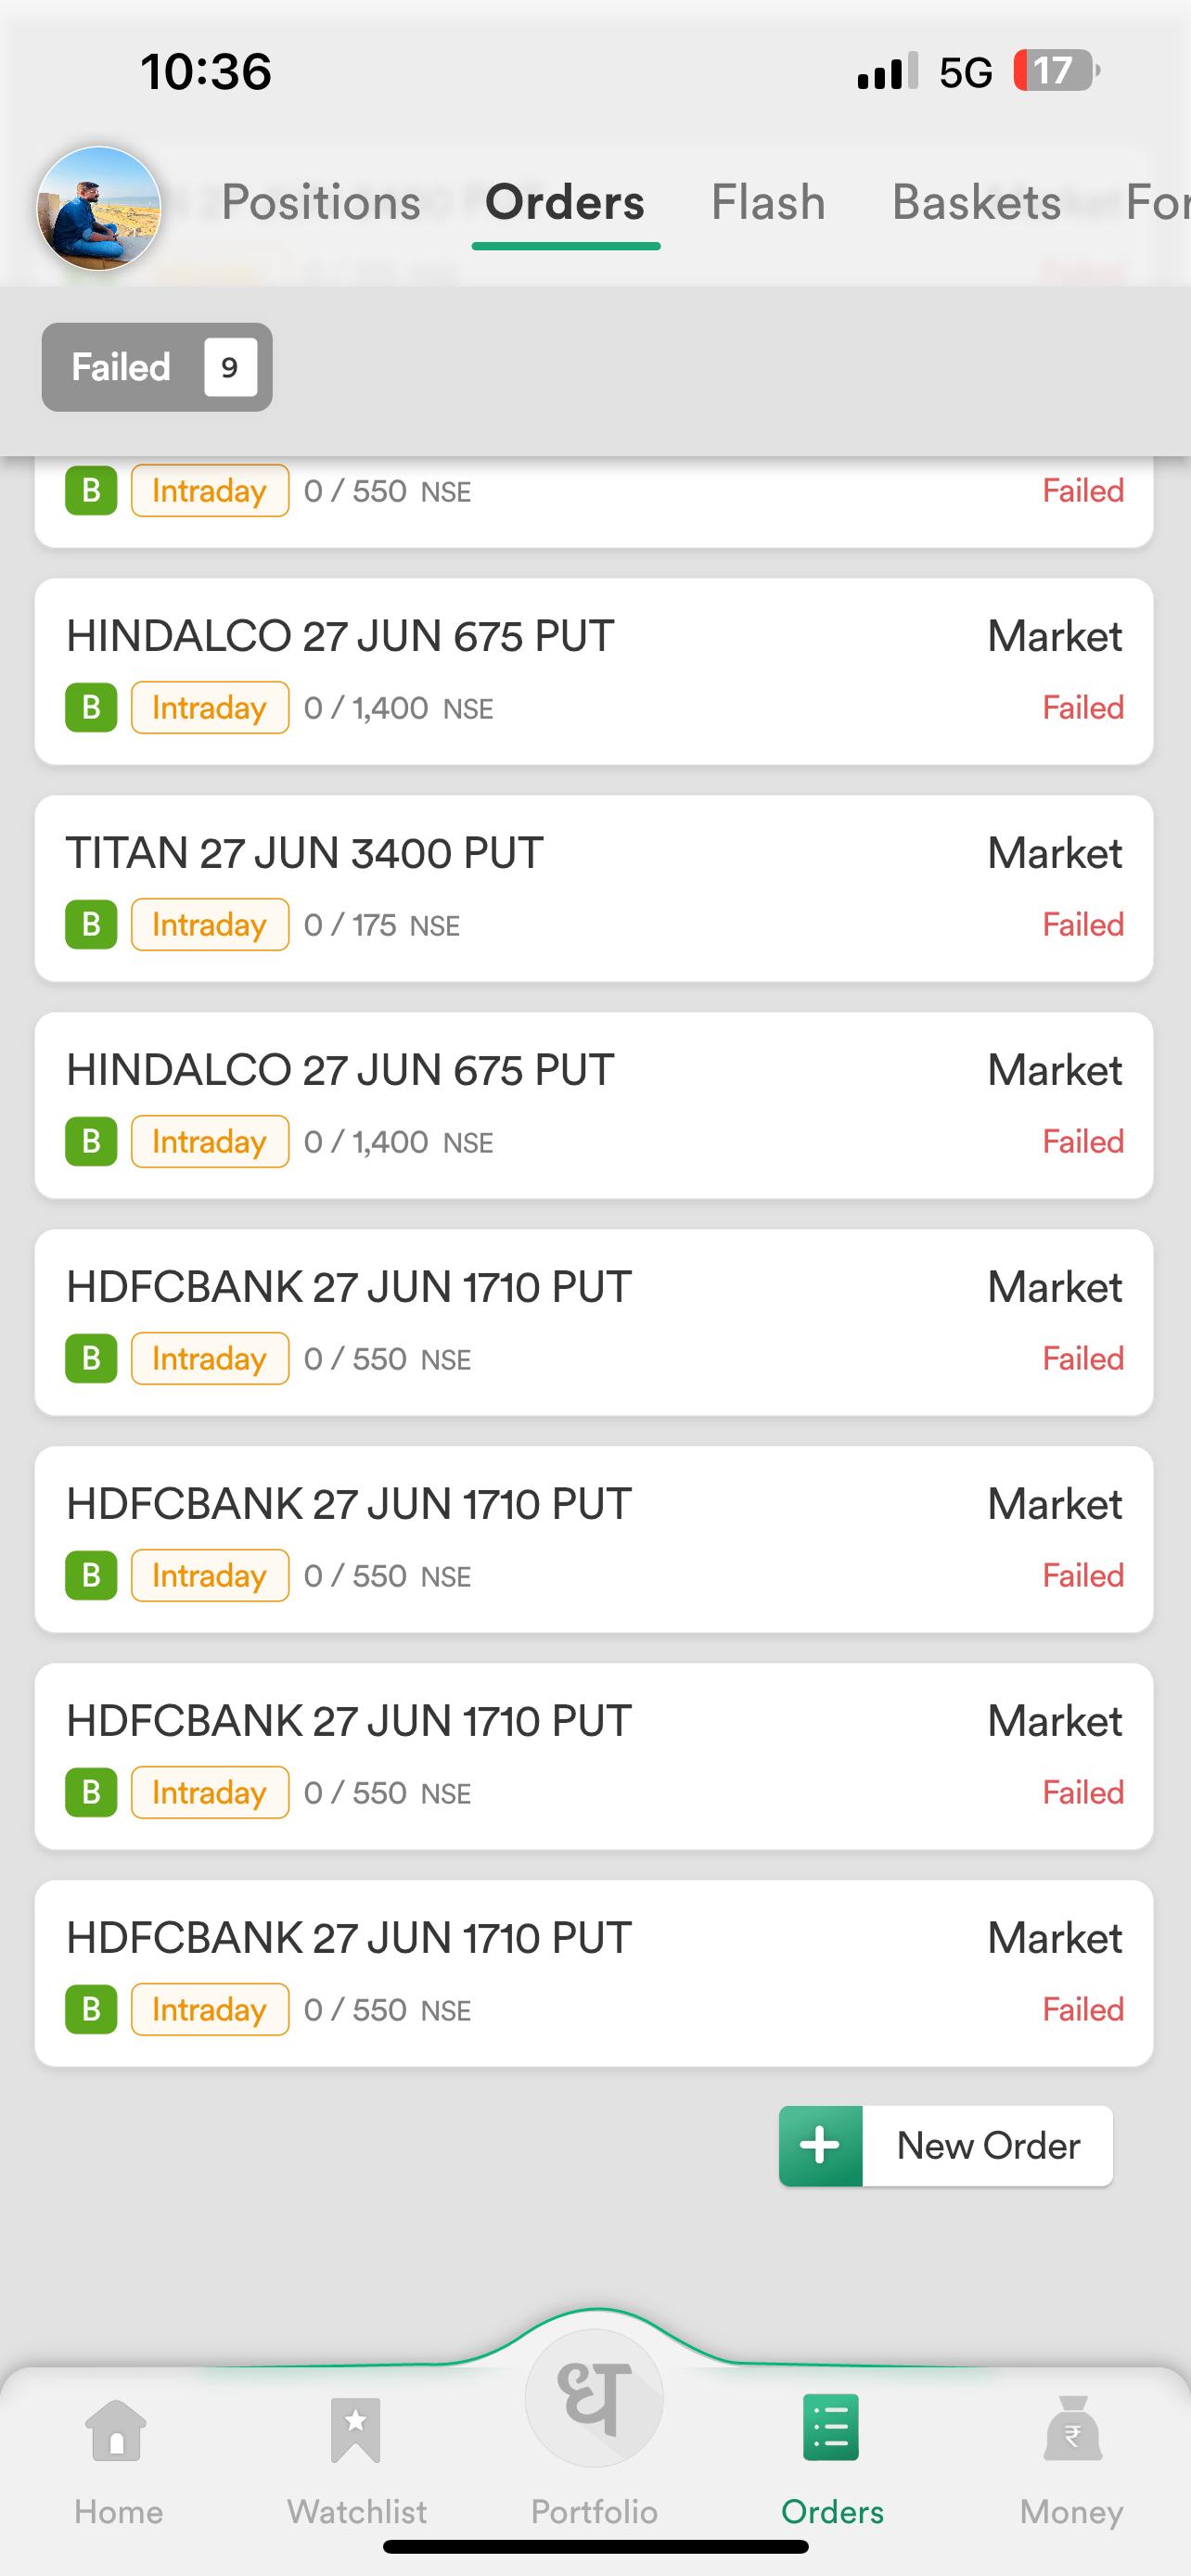 10:36
5G 17
Positions Orders Flash Baskets For
Failed 9
B Intraday 0 / 550 NSE Failed
HINDALCO 27 JUN 675 PUT Market
B Intraday 0 / 1,400 NSE Failed
TITAN 27 JUN 3400 PUT Market
B Intraday 0 / 175 NSE Failed
HINDALCO 27 JUN 675 PUT Market
B Intraday 0 / 1,400 NSE Failed
HDFCBANK 27 JUN 1710 PUT Market
B Intraday 0 / 550 NSE Failed
HDFCBANK 27 JUN 1710 PUT Market
B Intraday 0 / 550 NSE Failed
HDFCBANK 27 JUN 1710 PUT Market
B Intraday 0 / 550 NSE Failed
HDFCBANK 27 JUN 1710 PUT Market
B Intraday 0 / 550 NSE Failed
+ New Order
ध
₹
Home Watchlist Portfolio Orders Money